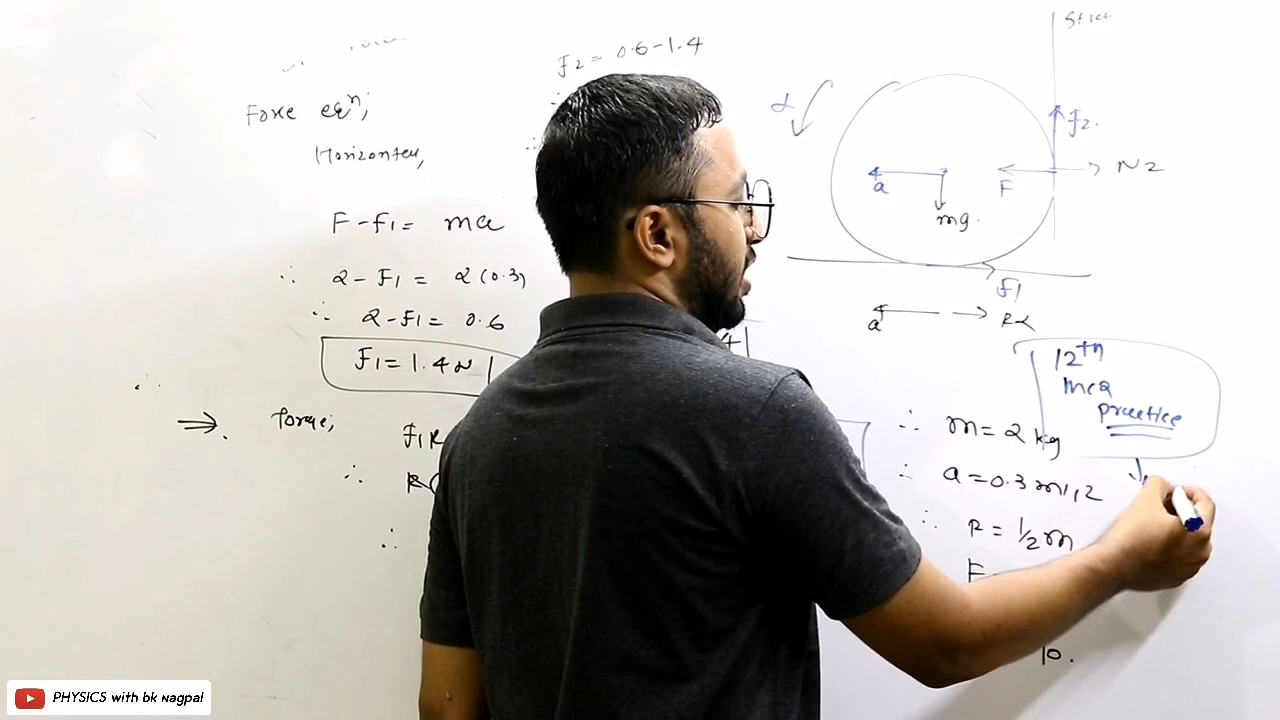 Force eqⁿ;
Horizontal,
F - f1 = ma
∴ 2 - F1 = 2(0.3)
∴ 2 - F1 = 0.6
F1 = 1.4 N
⇒ Torque;
F1 R
∴ R(
∴
F2 = 0.6 - 1.4
α
f2.
N2
F
a
mg.
f1
a
Rα
12th
MCQ
practice
∴ m = 2 kg
∴ a = 0.3 m/s2
∴ R = 1/2 m
F
10.
PHYSICS with bk nagpal